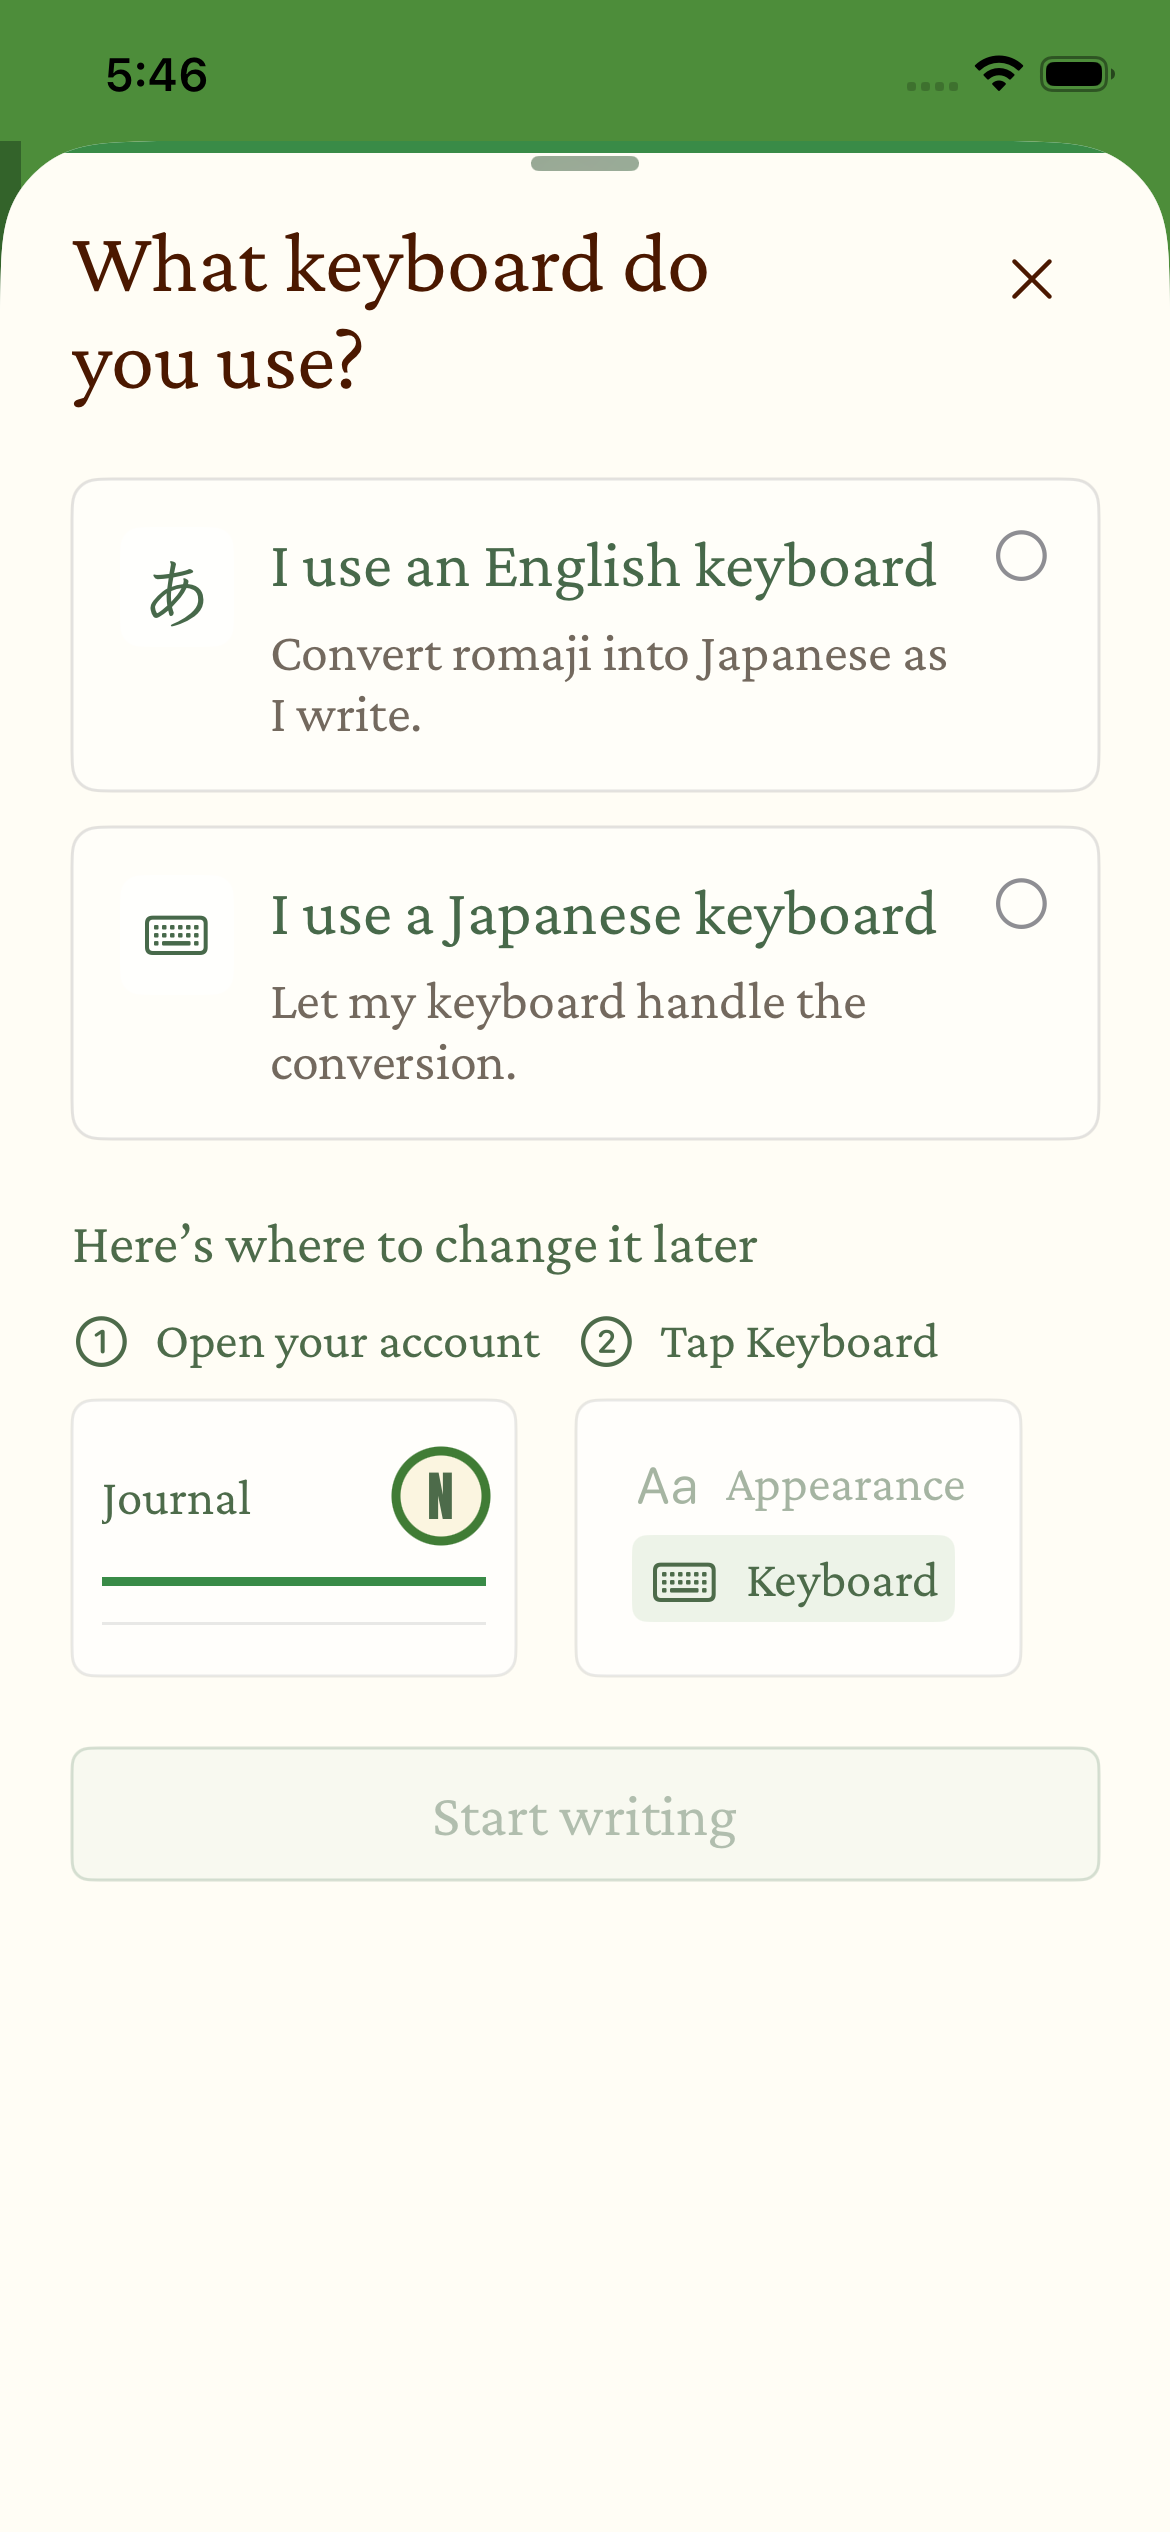 5:46
What keyboard do
you use?
あ
I use an English keyboard
Convert romaji into Japanese as
I write.
I use a Japanese keyboard
Let my keyboard handle the
conversion.
Here’s where to change it later
1 Open your account
2 Tap Keyboard
Journal
N
Aa Appearance
Keyboard
Start writing